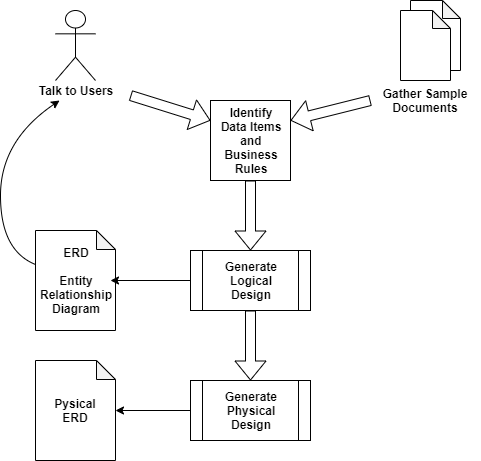 Talk to Users
Gather Sample
Documents
Identify
Data Items
and
Business
Rules
ERD
Entity
Relationship
Diagram
Generate
Logical
Design
Pysical
ERD
Generate
Physical
Design